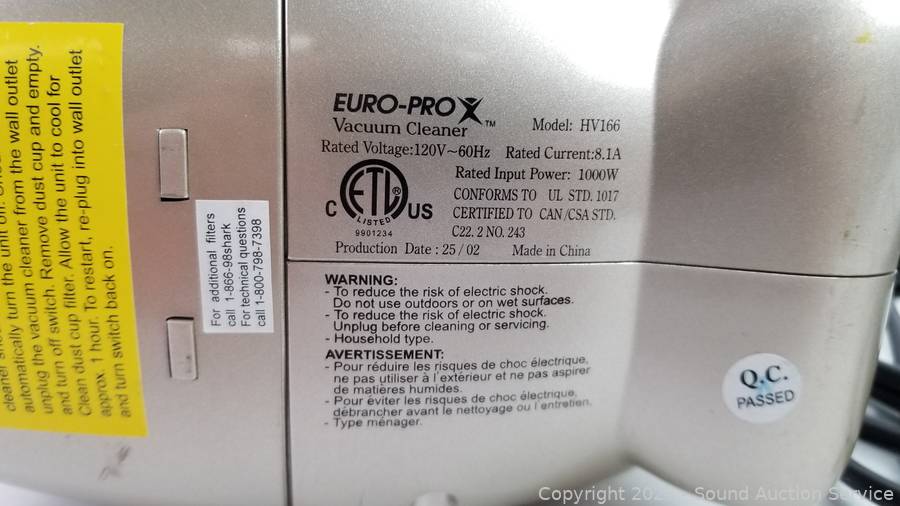 automatically turn the unit off.
unplug the vacuum cleaner from the wall outlet
and turn off switch. Remove dust cup and empty.
Clean dust cup filter. Allow the unit to cool for
approx. 1 hour. To restart, re-plug into wall outlet
and turn switch back on.
For additional filters
call 1-866-98shark
For technical questions
call 1-800-798-7398
EURO-PRO X ™
Vacuum Cleaner
Model: HV166
Rated Voltage:120V~60Hz Rated Current:8.1A
Rated Input Power: 1000W
C ETL ® US
LISTED
9901234
CONFORMS TO UL STD. 1017
CERTIFIED TO CAN/CSA STD.
C22. 2 NO. 243
Production Date : 25/02 Made in China
WARNING:
- To reduce the risk of electric shock.
Do not use outdoors or on wet surfaces.
- To reduce the risk of electric shock.
Unplug before cleaning or servicing.
- Household type.
AVERTISSEMENT:
- Pour réduire les risques de choc électrique,
ne pas utiliser à l'extérieur et ne pas aspirer
de matières humides.
- Pour éviter les risques de choc électrique,
débrancher avant le nettoyage ou l'entretien.
- Type ménager.
Q.C.
PASSED
Copyright Sound Auction Service